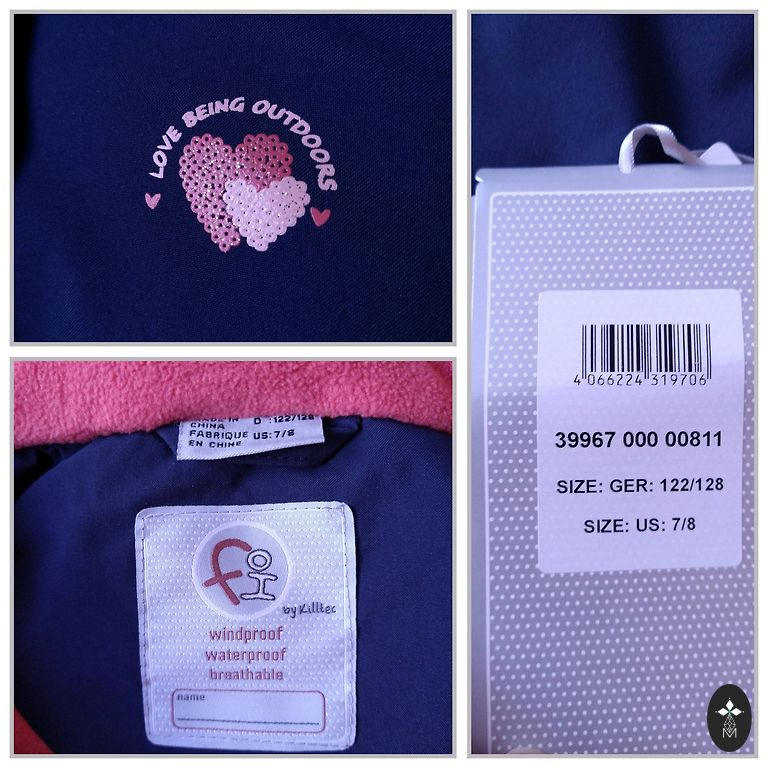 LOVE BEING OUTDOORS
4 066224 319706
39967 000 00811
SIZE: GER: 122/128
SIZE: US: 7/8
MADE IN D :122/128
CHINA
FABRIQUE US:7/8
EN CHINE
by Killtec
windproof
waterproof
breathable
name
M